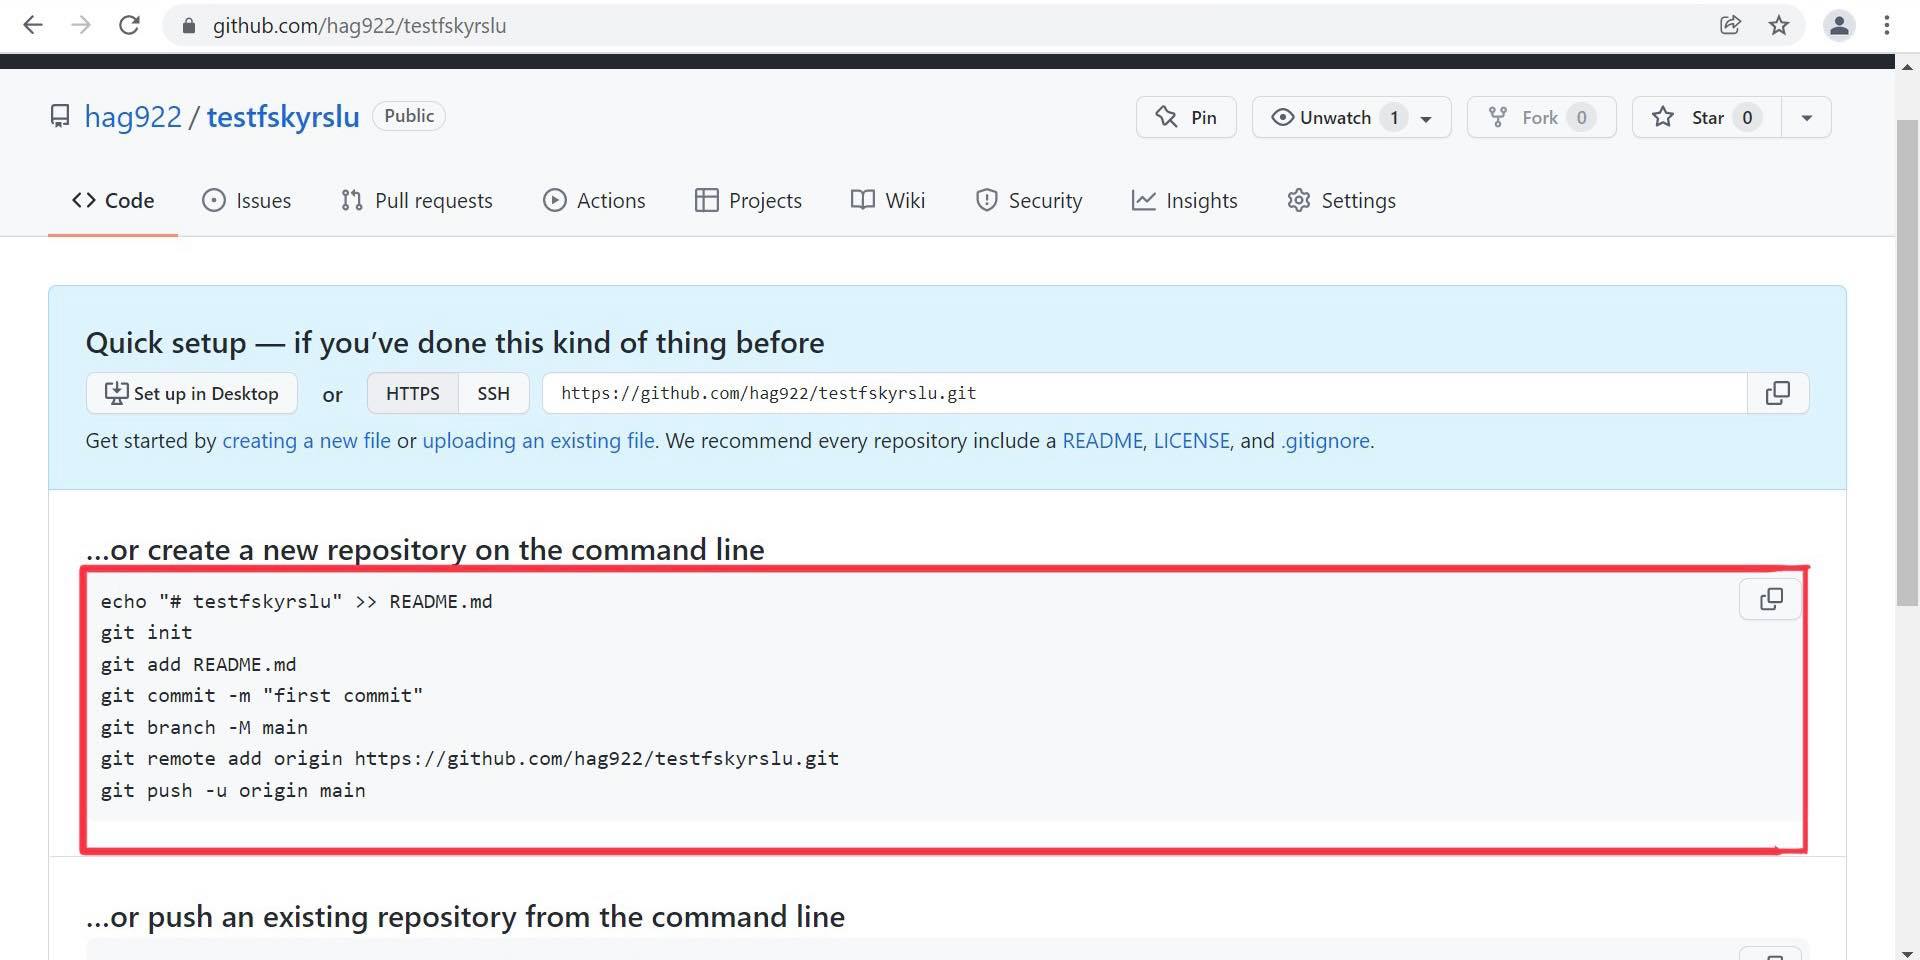 github.com/hag922/testfskyrslu
hag922 / testfskyrslu Public
Pin
Unwatch 1
Fork 0
Star 0
Code
Issues
Pull requests
Actions
Projects
Wiki
Security
Insights
Settings
Quick setup — if you’ve done this kind of thing before
Set up in Desktop or HTTPS SSH https://github.com/hag922/testfskyrslu.git
Get started by creating a new file or uploading an existing file. We recommend every repository include a README, LICENSE, and .gitignore.
…or create a new repository on the command line
echo "# testfskyrslu" >> README.md
git init
git add README.md
git commit -m "first commit"
git branch -M main
git remote add origin https://github.com/hag922/testfskyrslu.git
git push -u origin main
…or push an existing repository from the command line